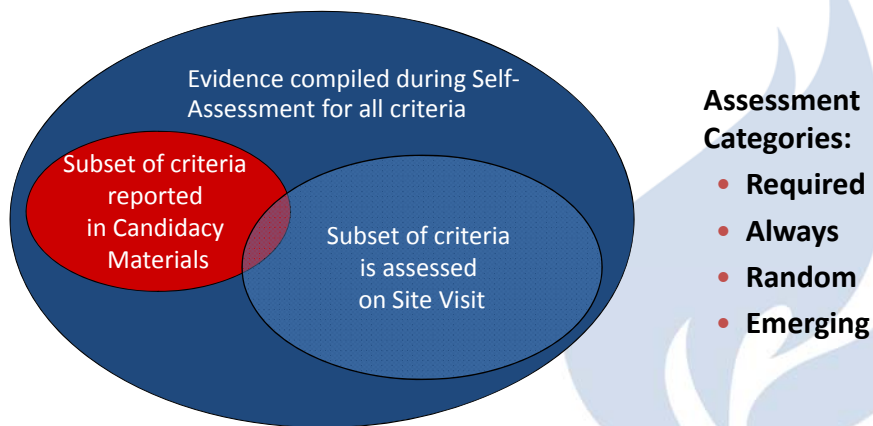 Evidence compiled during Self-
Assessment for all criteria
Subset of criteria
reported
in Candidacy
Materials
Subset of criteria
is assessed
on Site Visit
Assessment
Categories:
• Required
• Always
• Random
• Emerging